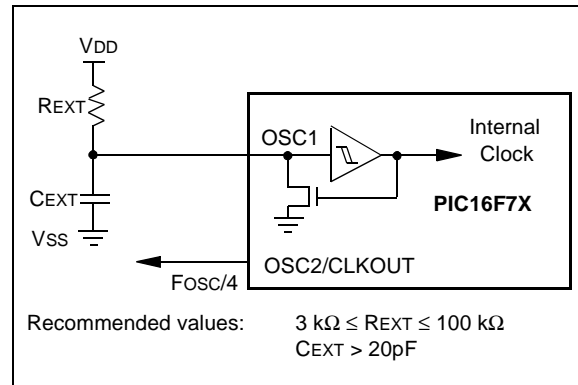 VDD
REXT
OSC1
Internal
Clock
CEXT
PIC16F7X
VSS
OSC2/CLKOUT
FOSC/4
Recommended values: 3 kΩ ≤ REXT ≤ 100 kΩ
CEXT > 20pF